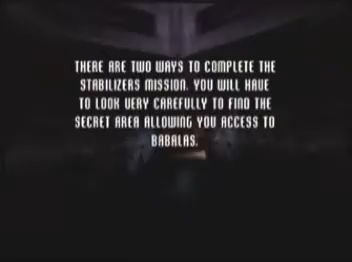 THERE ARE TWO WAYS TO COMPLETE THE
STABILIZERS MISSION. YOU WILL HAVE
TO LOOK VERY CAREFULLY TO FIND THE
SECRET AREA ALLOWING YOU ACCESS TO
BABALAS.